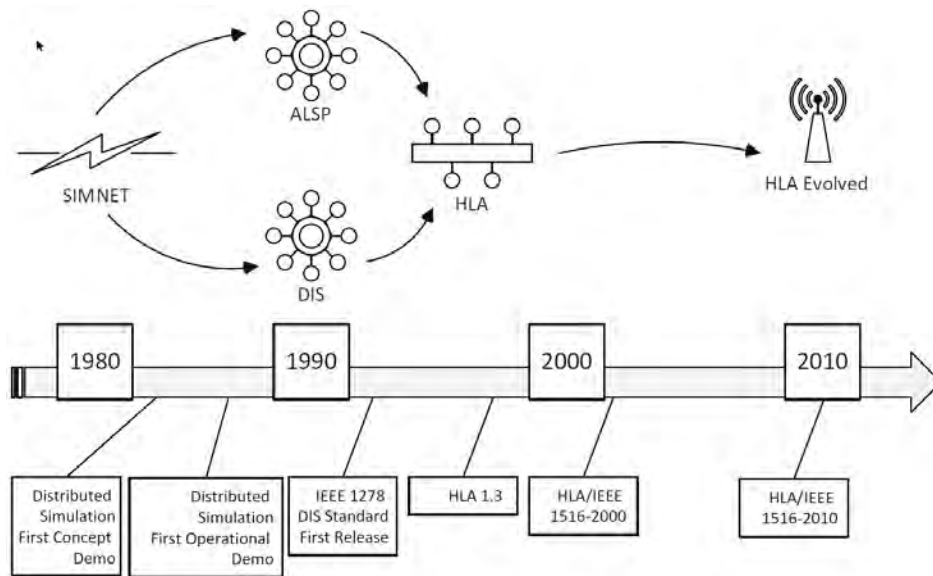 ALSP
SIMNET
HLA
HLA Evolved
DIS
1980
1990
2000
2010
Distributed
Simulation
First Concept
Demo
Distributed
Simulation
First Operational
Demo
IEEE 1278
DIS Standard
First Release
HLA 1.3
HLA/IEEE
1516-2000
HLA/IEEE
1516-2010